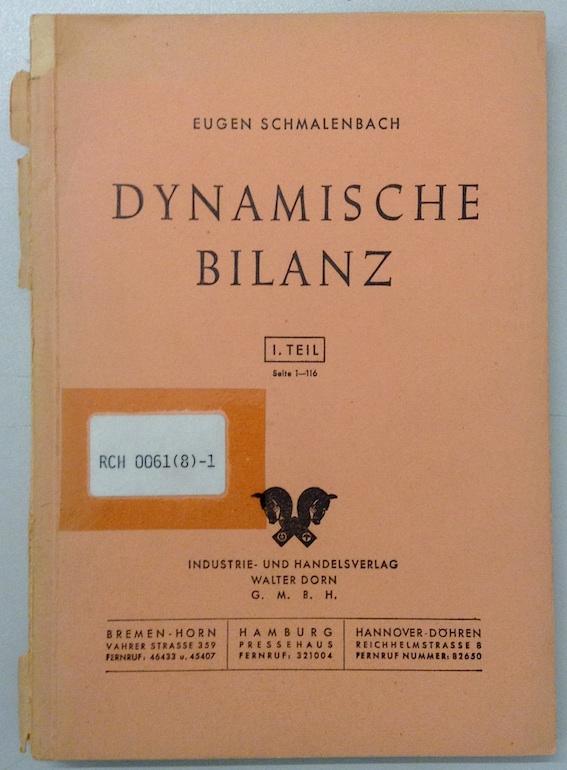 EUGEN SCHMALENBACH
DYNAMISCHE
BILANZ
I. TEIL
Seite 1—116
RCH 0061(8)-1
INDUSTRIE- UND HANDELSVERLAG
WALTER DORN
G. M. B. H.
BREMEN-HORN
VAHRER STRASSE 359
FERNRUF: 46433 u. 45407
HAMBURG
PRESSEHAUS
FERNRUF: 321004
HANNOVER-DÖHREN
REICHHELMSTRASSE 8
FERNRUF NUMMER: 82650